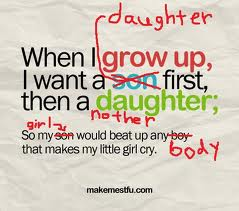 daughter
When I grow up,
I want a son first,
then a daughter;
nother
girl
So my son would beat up any boy
body
that makes my little girl cry.
makemestfu.com